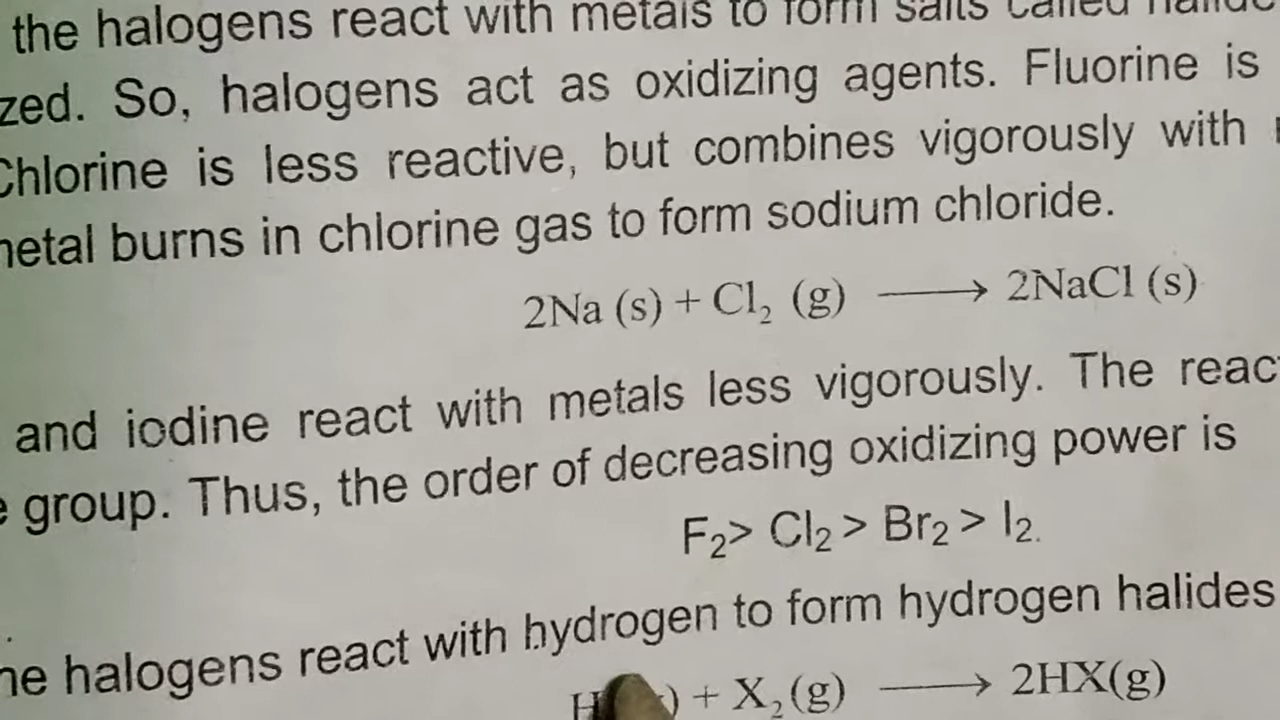 the halogens react with metals to form salts called
zed. So, halogens act as oxidizing agents. Fluorine is
Chlorine is less reactive, but combines vigorously with
metal burns in chlorine gas to form sodium chloride.
2Na (s) + Cl₂ (g) ⟶ 2NaCl (s)
and iodine react with metals less vigorously. The reac
group. Thus, the order of decreasing oxidizing power is
F₂> Cl₂ > Br₂ > I₂.
he halogens react with hydrogen to form hydrogen halides
H ) + X₂(g) ⟶ 2HX(g)